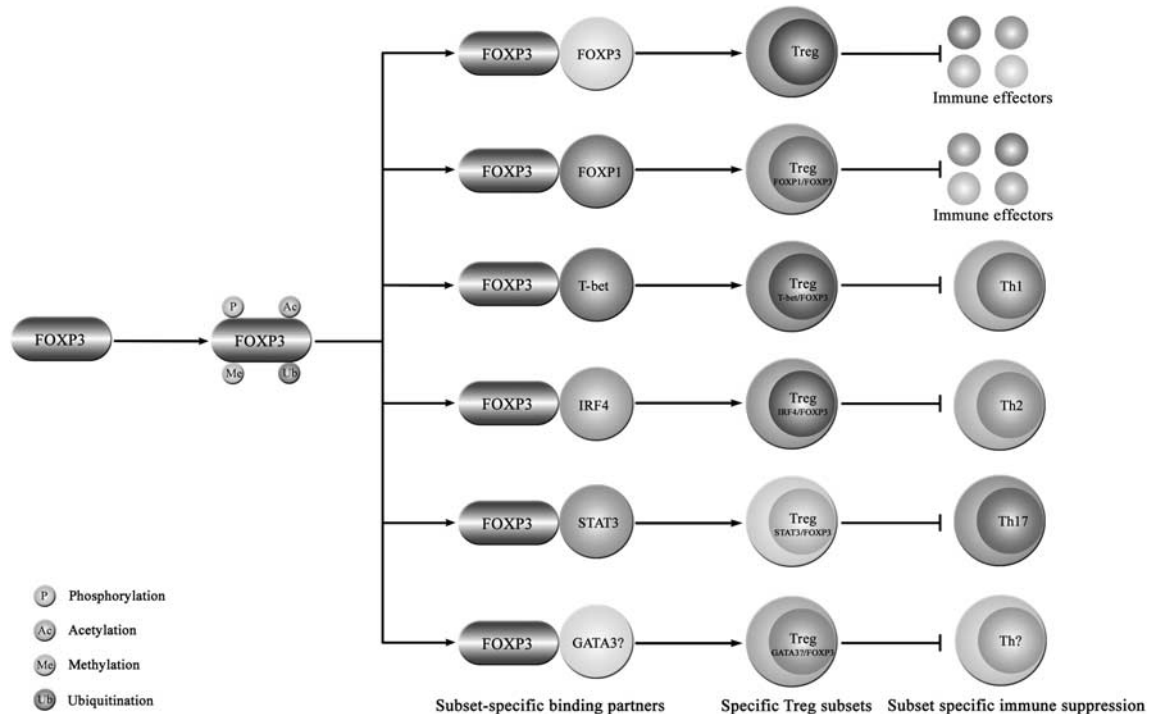 FOXP3
FOXP3
Treg
Immune effectors
FOXP3
FOXP1
Treg
FOXP1/FOXP3
Immune effectors
FOXP3
T-bet
Treg
T-bet/FOXP3
Th1
P
Ac
FOXP3
FOXP3
Me
Ub
FOXP3
IRF4
Treg
IRF4/FOXP3
Th2
FOXP3
STAT3
Treg
STAT3/FOXP3
Th17
FOXP3
GATA3?
Treg
GATA3?/FOXP3
Th?
P Phosphorylation
Ac Acetylation
Me Methylation
Ub Ubiquitination
Subset-specific binding partners
Specific Treg subsets
Subset specific immune suppression